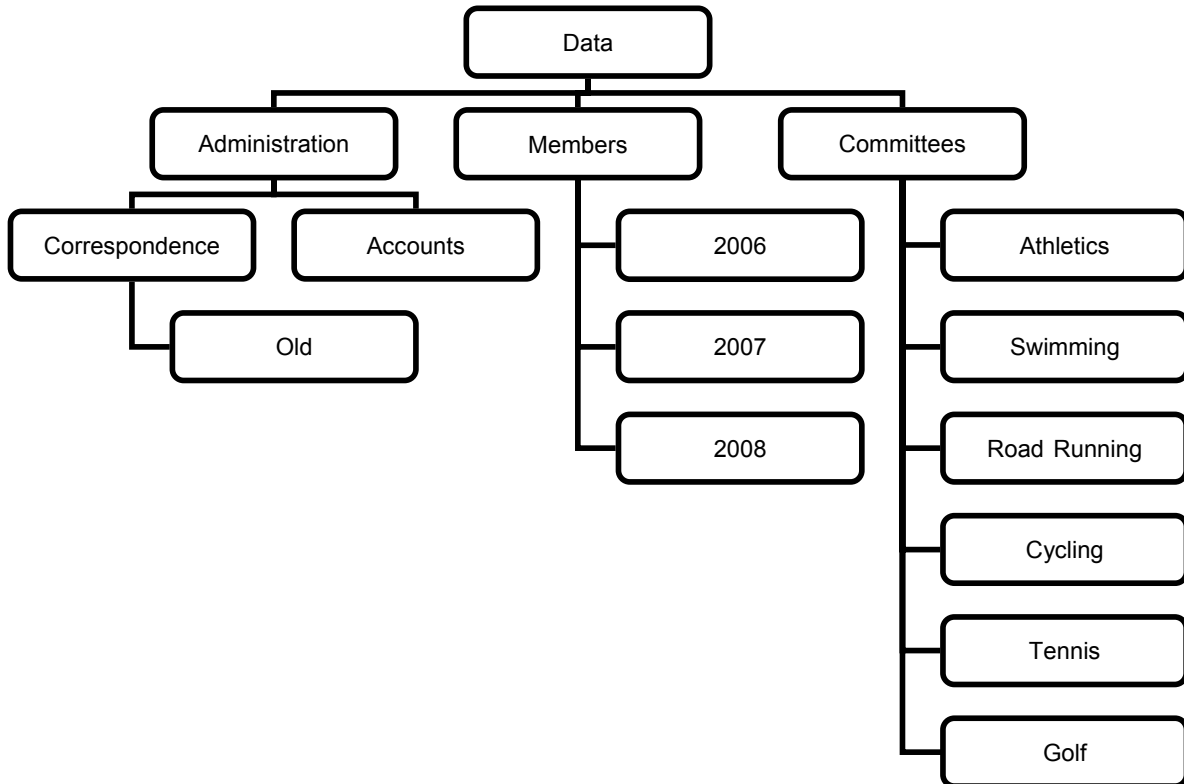 Data
Administration
Members
Committees
Correspondence
Accounts
2006
Athletics
Old
2007
Swimming
2008
Road Running
Cycling
Tennis
Golf